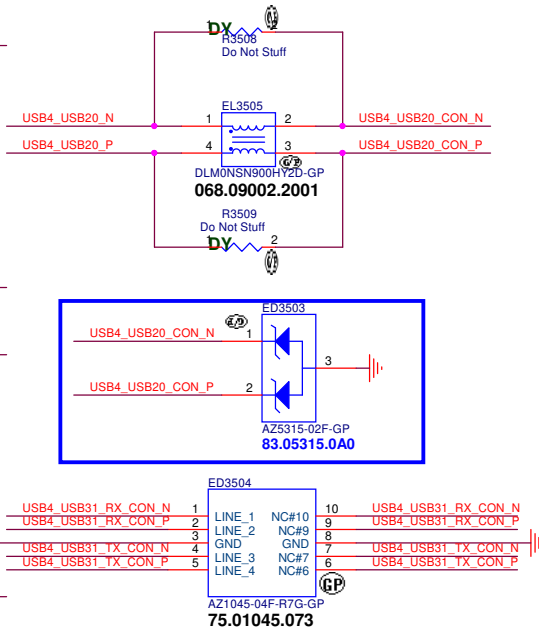 1 DY 2
R3508
Do Not Stuff
EL3505
USB4_USB20_N 1 2 USB4_USB20_CON_N
USB4_USB20_P 4 3 USB4_USB20_CON_P
G/P
DLM0NSN900HY2D-GP
068.09002.2001
R3509
Do Not Stuff
1 DY 2
ED3503
USB4_USB20_CON_N 1
3
USB4_USB20_CON_P 2
AZ5315-02F-GP
83.05315.0A0
ED3504
USB4_USB31_RX_CON_N 1 LINE_1 NC#10 10 USB4_USB31_RX_CON_N
USB4_USB31_RX_CON_P 2 LINE_2 NC#9 9 USB4_USB31_RX_CON_P
3 GND GND 8
USB4_USB31_TX_CON_N 4 LINE_3 NC#7 7 USB4_USB31_TX_CON_N
USB4_USB31_TX_CON_P 5 LINE_4 NC#6 6 USB4_USB31_TX_CON_P
GP
AZ1045-04F-R7G-GP
75.01045.073